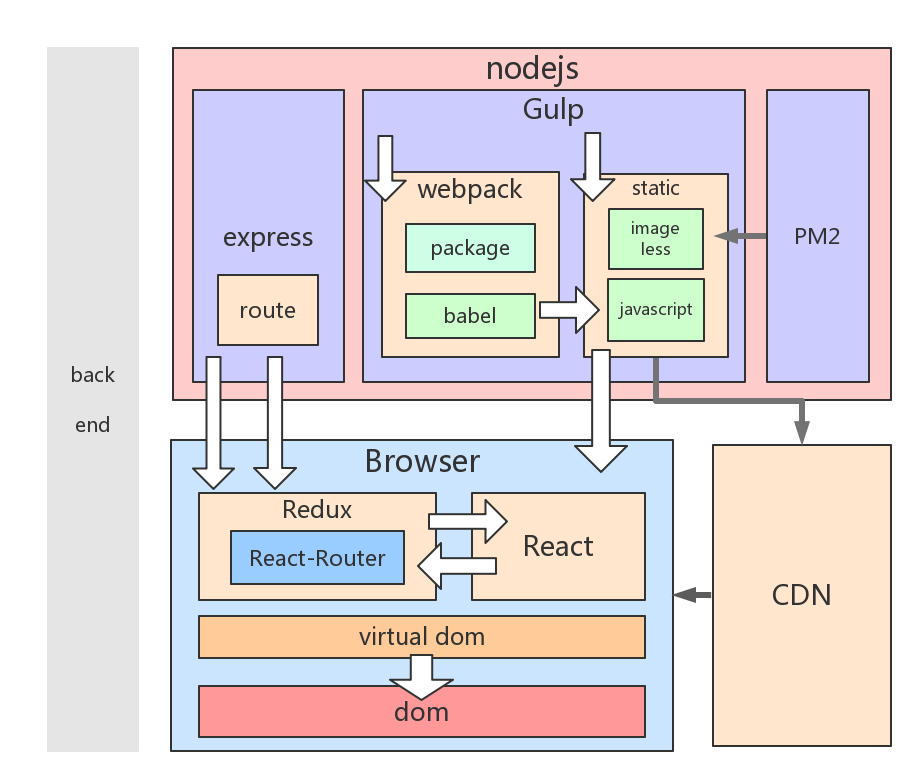 nodejs
Gulp
express
route
webpack
package
babel
static
image
less
javascript
PM2
back
end
Browser
Redux
React-Router
React
virtual dom
dom
CDN